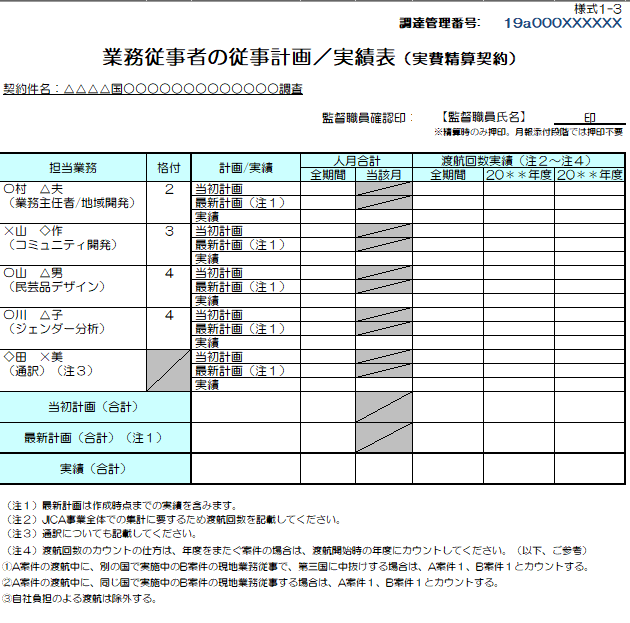 様式1-3
調達管理番号: 19a000XXXXXX
業務従事者の従事計画／実績表（実費精算契約）
契約件名：△△△△国○○○○○○○○○○○○○調査
監督職員確認印： 【監督職員氏名】 印
※精算時のみ押印。月報添付段階では押印不要
担当業務 格付 計画/実績 人月合計 渡航回数実績（注２～注４）
全期間 当該月 全期間 20＊＊年度 20＊＊年度
○村　△夫 2 当初計画
（業務主任者/地域開発） 最新計画（注１）
実績
×山　◇作 3 当初計画
（コミュニティ開発） 最新計画（注１）
実績
○山　△男 4 当初計画
（民芸品デザイン） 最新計画（注１）
実績
○川　△子 4 当初計画
（ジェンダー分析） 最新計画（注１）
実績
◇田　×美 当初計画
（通訳）（注３） 最新計画（注１）
実績
当初計画（合計）
最新計画（合計）（注１）
実績（合計）
（注１）最新計画は作成時点までの実績を含みます。
（注２）JICA事業全体での集計に要するため渡航回数を記載してください。
（注３）通訳についても記載してください。
（注４）渡航回数のカウントの仕方は、年度をまたぐ案件の場合は、渡航開始時の年度にカウントしてください。（以下、ご参考）
①A案件の渡航中に、別の国で実施中のB案件の現地業務従事で、第三国に中抜けする場合は、A案件１、B案件１とカウントする。
②A案件の渡航中に、同じ国で実施中のB案件の現地業務従事する場合は、A案件１、B案件１とカウントする。
③自社負担のよる渡航は除外する。